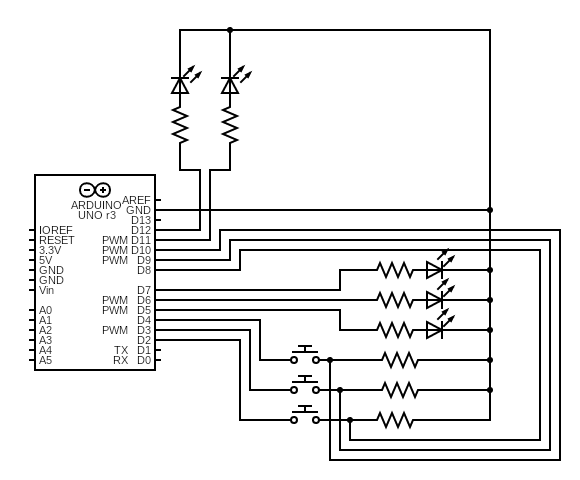 ARDUINO
UNO r3
AREF
GND
D13
IOREF D12
RESET PWM D11
3.3V PWM D10
5V PWM D9
GND D8
GND
Vin D7
PWM D6
A0 PWM D5
A1 D4
A2 PWM D3
A3 D2
A4 TX D1
A5 RX D0